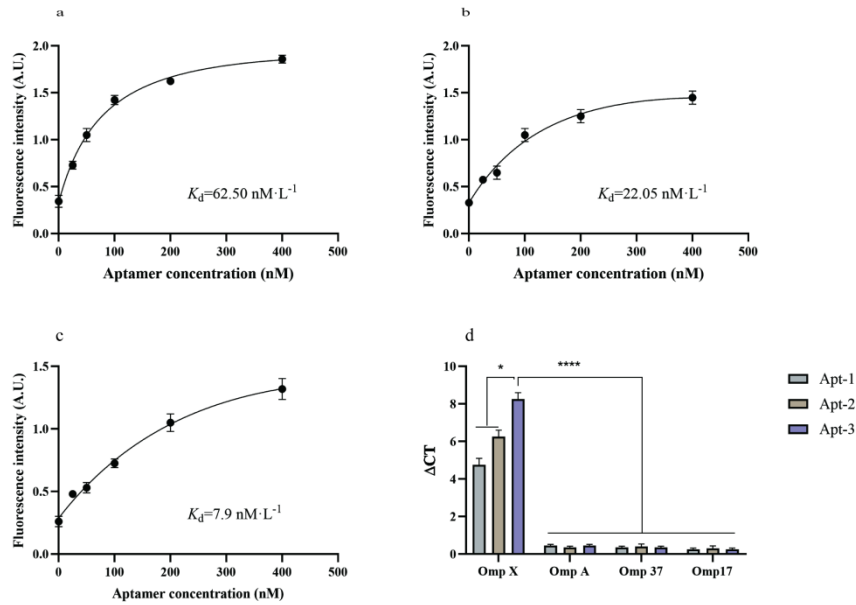 a
2.0
1.5
1.0
0.5
0.0
0 100 200 300 400 500
Fluorescence intensity (A.U.)
Aptamer concentration (nM)
Kd=62.50 nM·L-1
b
2.0
1.5
1.0
0.5
0.0
0 100 200 300 400 500
Fluorescence intensity (A.U.)
Aptamer concentration (nM)
Kd=22.05 nM·L-1
c
1.5
1.0
0.5
0.0
0 100 200 300 400 500
Fluorescence intensity (A.U.)
Aptamer concentration (nM)
Kd=7.9 nM·L-1
d
10
8
6
4
2
0
ΔCT
* ****
Omp X Omp A Omp 37 Omp17
Apt-1
Apt-2
Apt-3